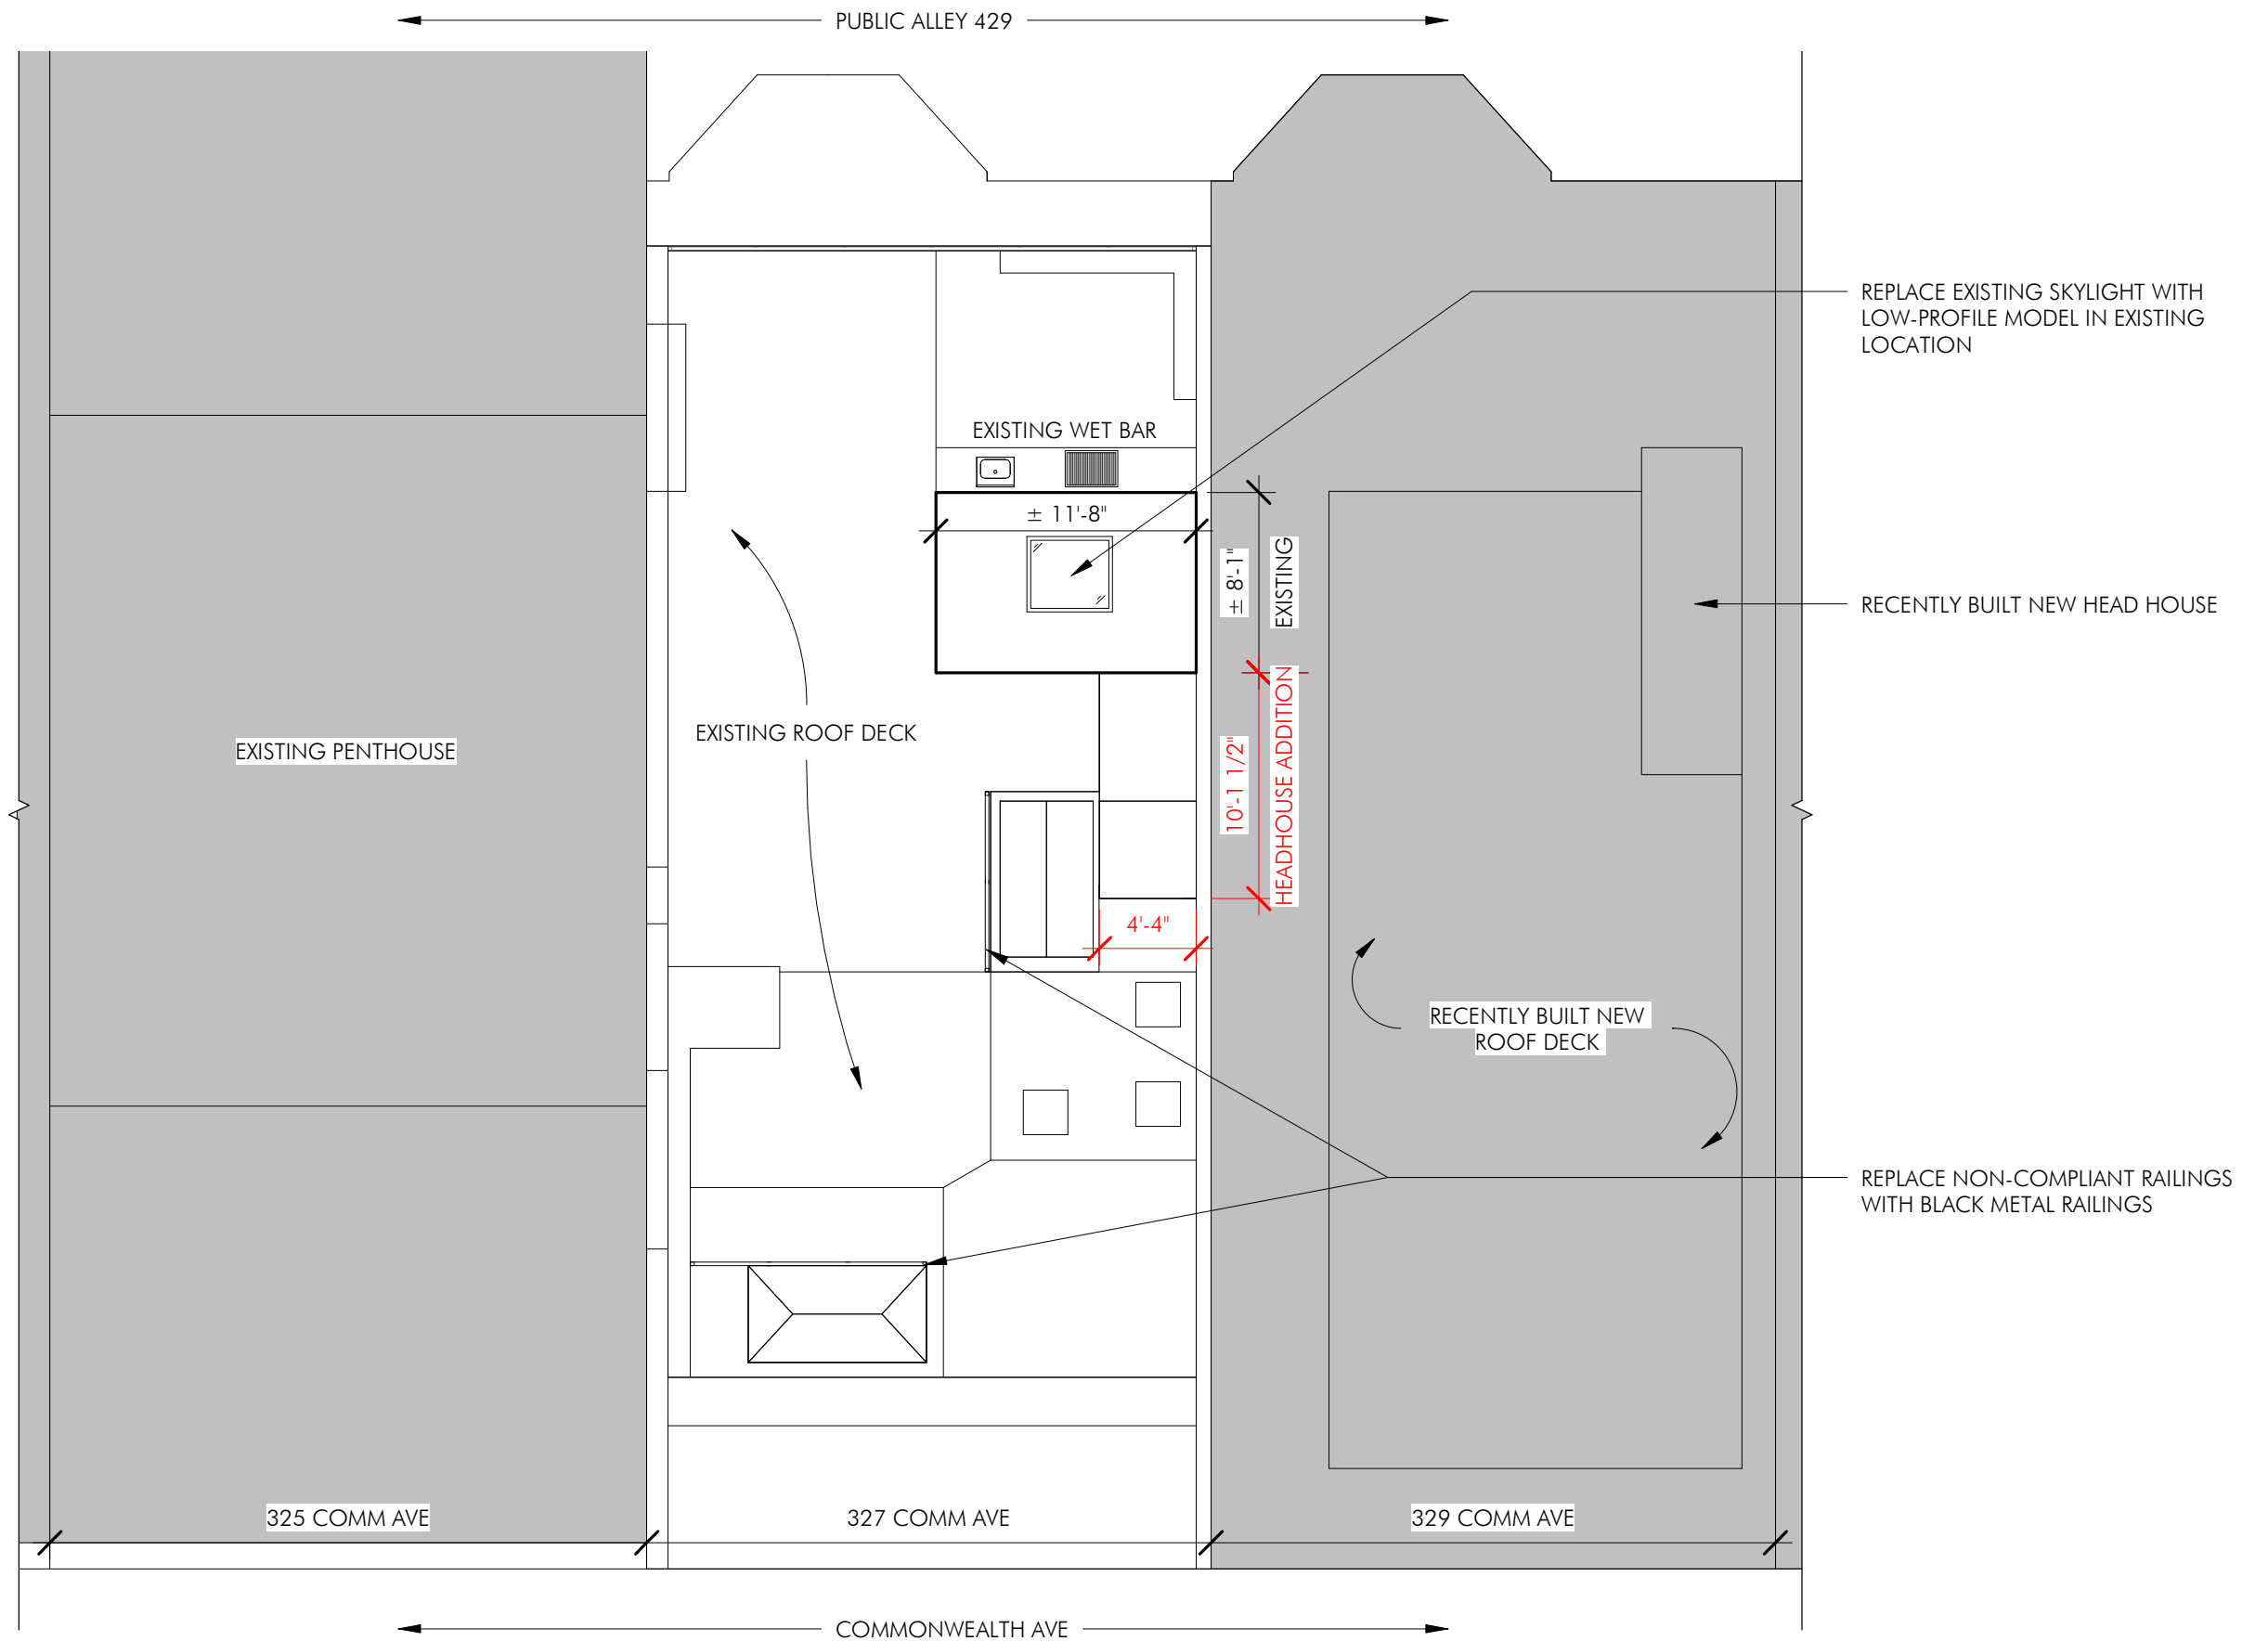 PUBLIC ALLEY 429
REPLACE EXISTING SKYLIGHT WITH
LOW-PROFILE MODEL IN EXISTING
LOCATION
EXISTING WET BAR
± 11'-8"
± 8'-1"
EXISTING
RECENTLY BUILT NEW HEAD HOUSE
EXISTING ROOF DECK
EXISTING PENTHOUSE
10'-1 1/2"
HEADHOUSE ADDITION
4'-4"
RECENTLY BUILT NEW
ROOF DECK
REPLACE NON-COMPLIANT RAILINGS
WITH BLACK METAL RAILINGS
325 COMM AVE
327 COMM AVE
329 COMM AVE
COMMONWEALTH AVE